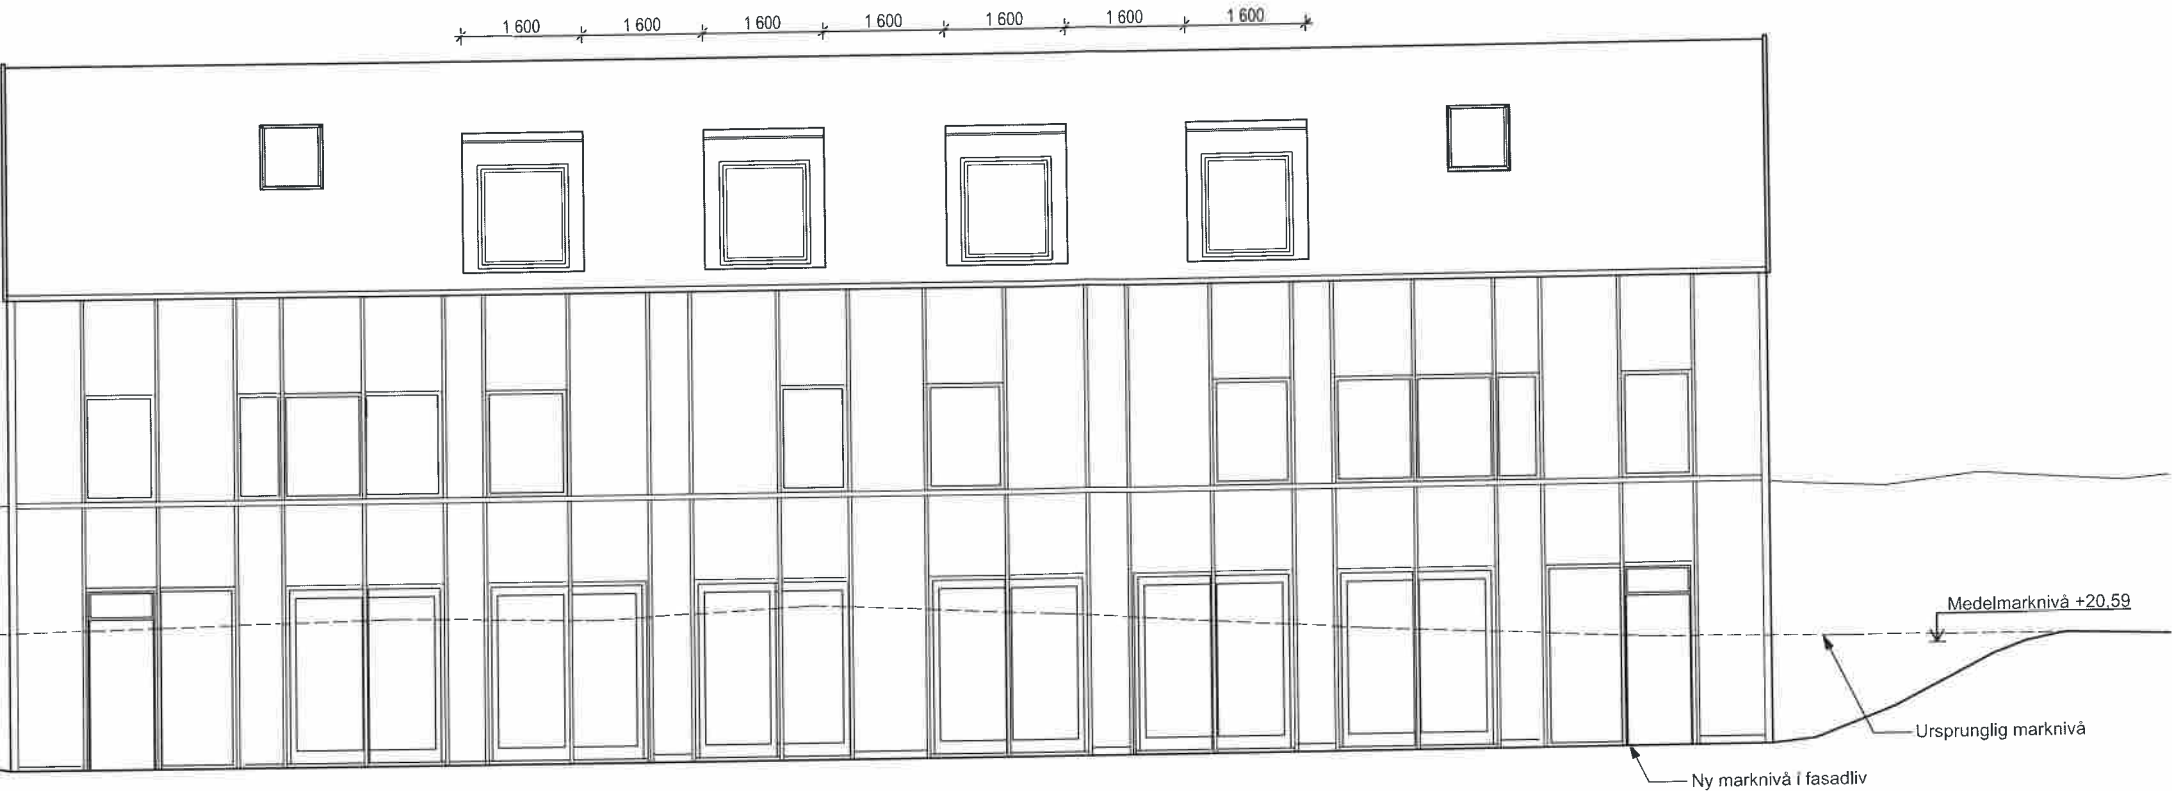 1 600 1 600 1 600 1 600 1 600 1 600 1 600
Medelmarknivå +20,59
Ursprunglig marknivå
Ny marknivå i fasadliv